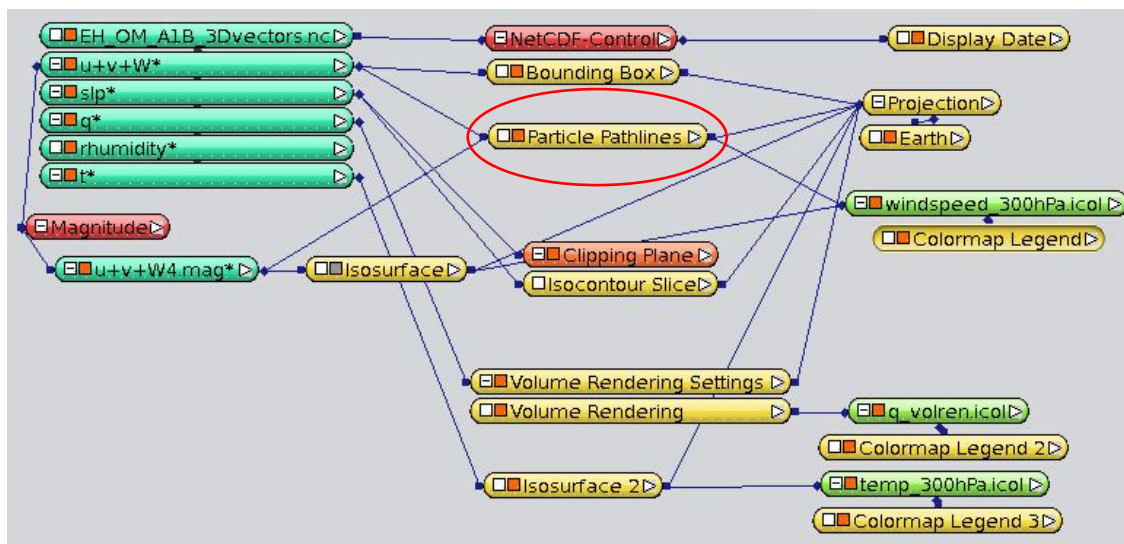 EH_OM_A1B_3Dvectors.nc
NetCDF-Control
Display Date
u+v+W*
Bounding Box
slp*
Projection
q*
Particle Pathlines
Earth
rhumidity*
t*
windspeed_300hPa.icol
Magnitude
Colormap Legend
Clipping Plane
u+v+W4.mag*
Isosurface
Isocontour Slice
Volume Rendering Settings
Volume Rendering
q_volren.icol
Colormap Legend 2
Isosurface 2
temp_300hPa.icol
Colormap Legend 3